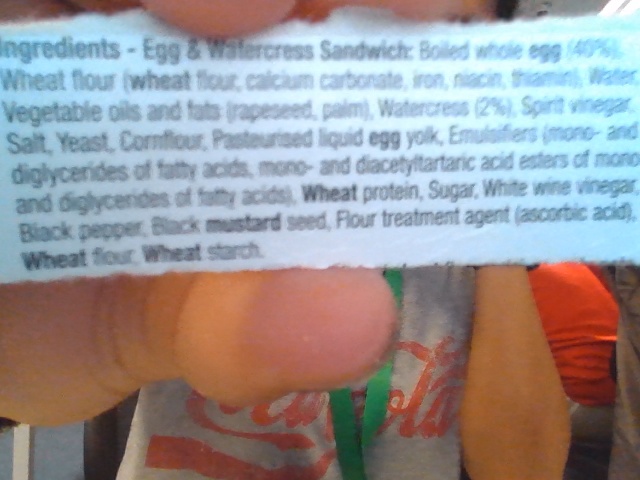 Ingredients - Egg & Watercress Sandwich: Boiled whole egg (40%),
Wheat flour (wheat flour, calcium carbonate, iron, niacin, thiamin), Water,
Vegetable oils and fats (rapeseed, palm), Watercress (2%), Spirit vinegar,
Salt, Yeast, Cornflour, Pasteurised liquid egg yolk, Emulsifiers (mono- and
diglycerides of fatty acids, mono- and diacetyltartaric acid esters of mono
and diglycerides of fatty acids), Wheat protein, Sugar, White wine vinegar
Black pepper, Black mustard seed, Flour treatment agent (ascorbic acid),
Wheat flour, Wheat starch.
Coca-Cola